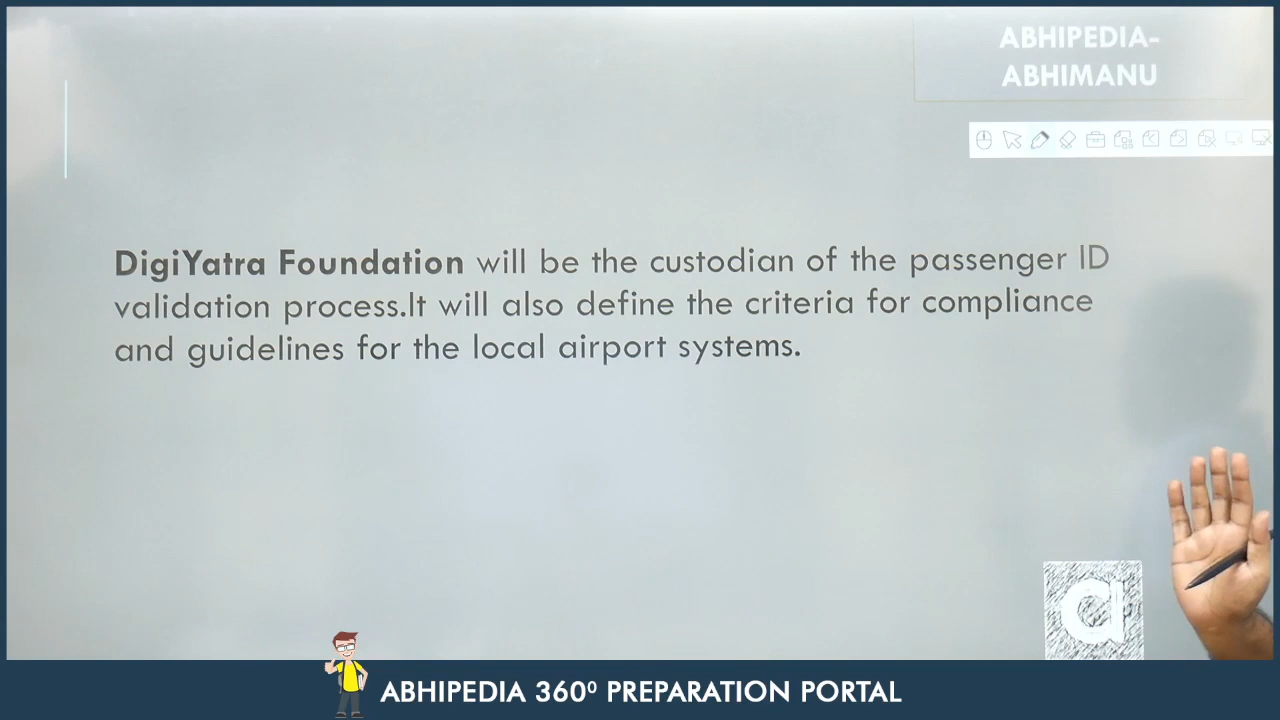 ABHIPEDIA-
ABHIMANU
DigiYatra Foundation will be the custodian of the passenger ID
validation process.It will also define the criteria for compliance
and guidelines for the local airport systems.
a
ABHIPEDIA 360⁰ PREPARATION PORTAL